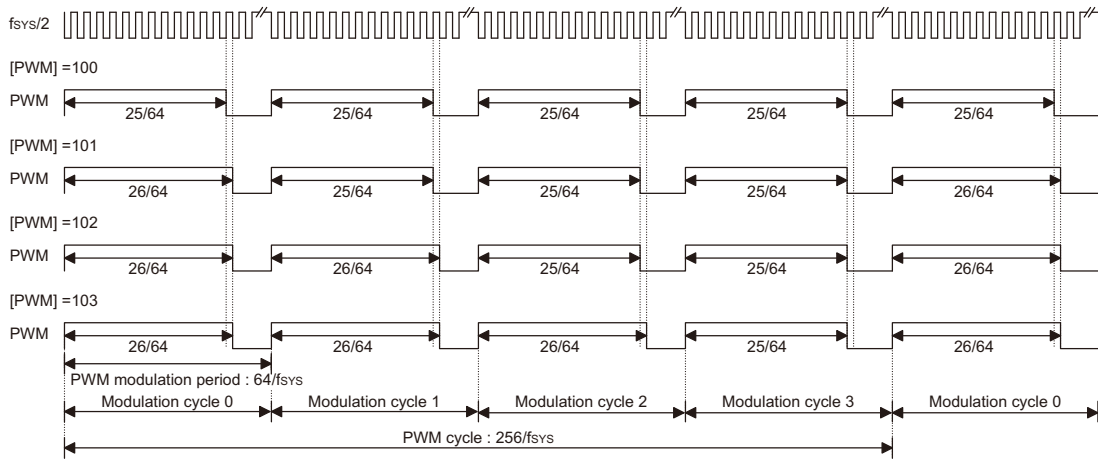 fSYS/2
[PWM] =100
PWM
25/64 25/64 25/64 25/64 25/64
[PWM] =101
PWM
26/64 25/64 25/64 25/64 26/64
[PWM] =102
PWM
26/64 26/64 25/64 25/64 26/64
[PWM] =103
PWM
26/64 26/64 26/64 25/64 26/64
PWM modulation period : 64/fSYS
Modulation cycle 0 Modulation cycle 1 Modulation cycle 2 Modulation cycle 3 Modulation cycle 0
PWM cycle : 256/fSYS